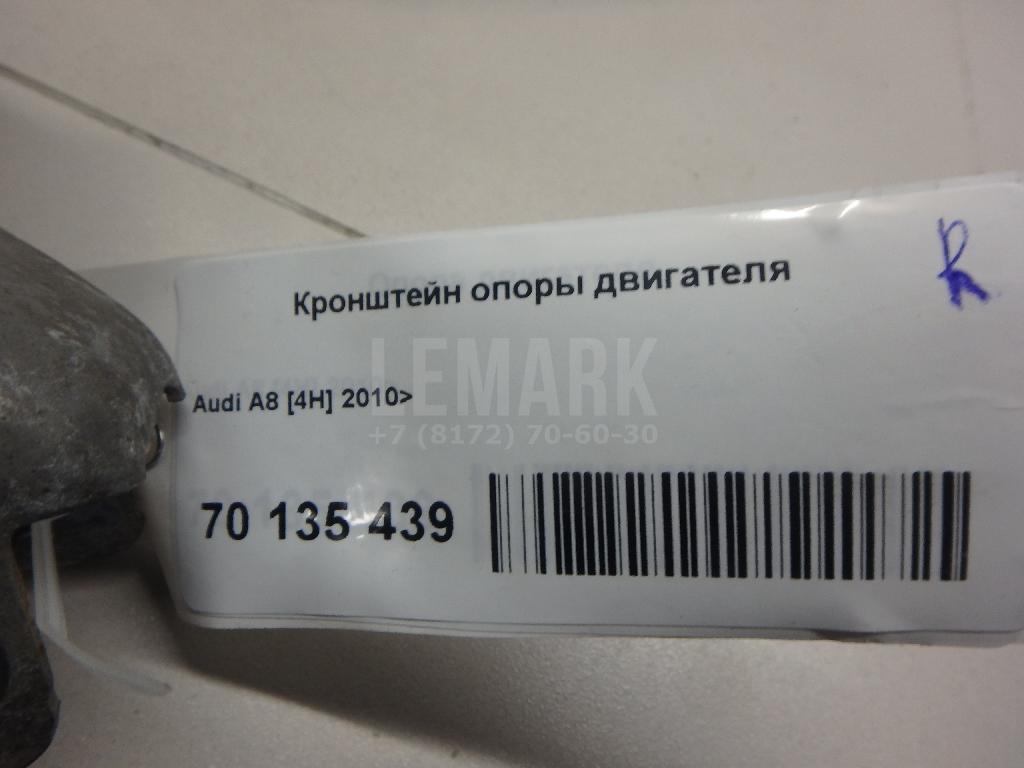 Кронштейн опоры двигателя
R
LEMARK
Audi A8 [4H] 2010>
+7 (8172) 70-60-30
70 135 439